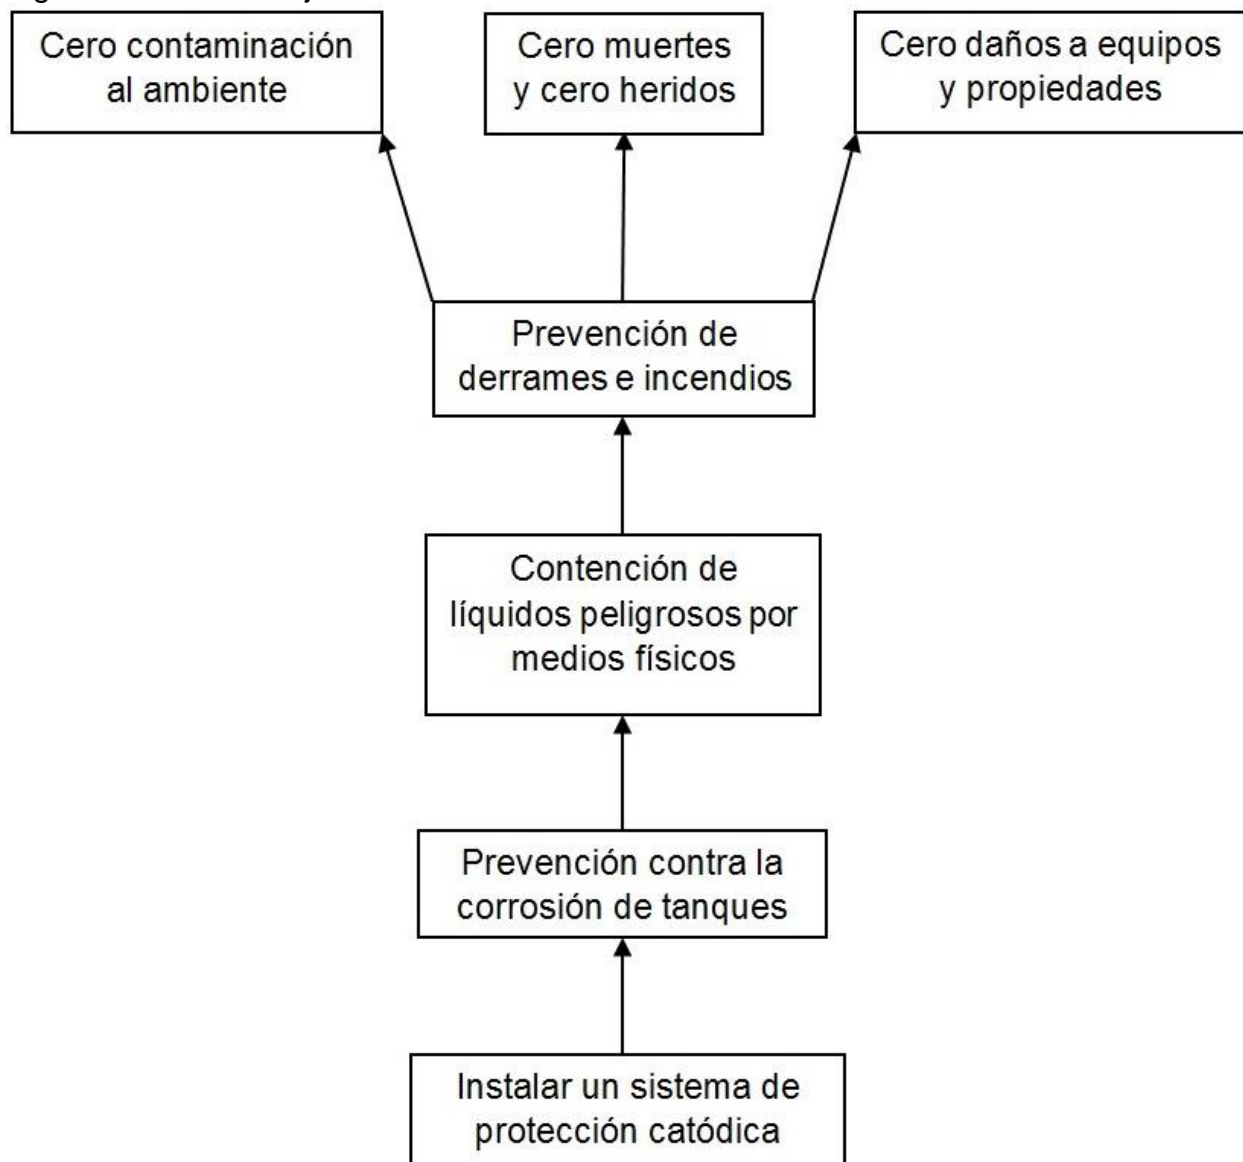 Cero contaminación
al ambiente
Cero muertes
y cero heridos
Cero daños a equipos
y propiedades
Prevención de
derrames e incendios
Contención de
líquidos peligrosos por
medios físicos
Prevención contra la
corrosión de tanques
Instalar un sistema de
protección catódica